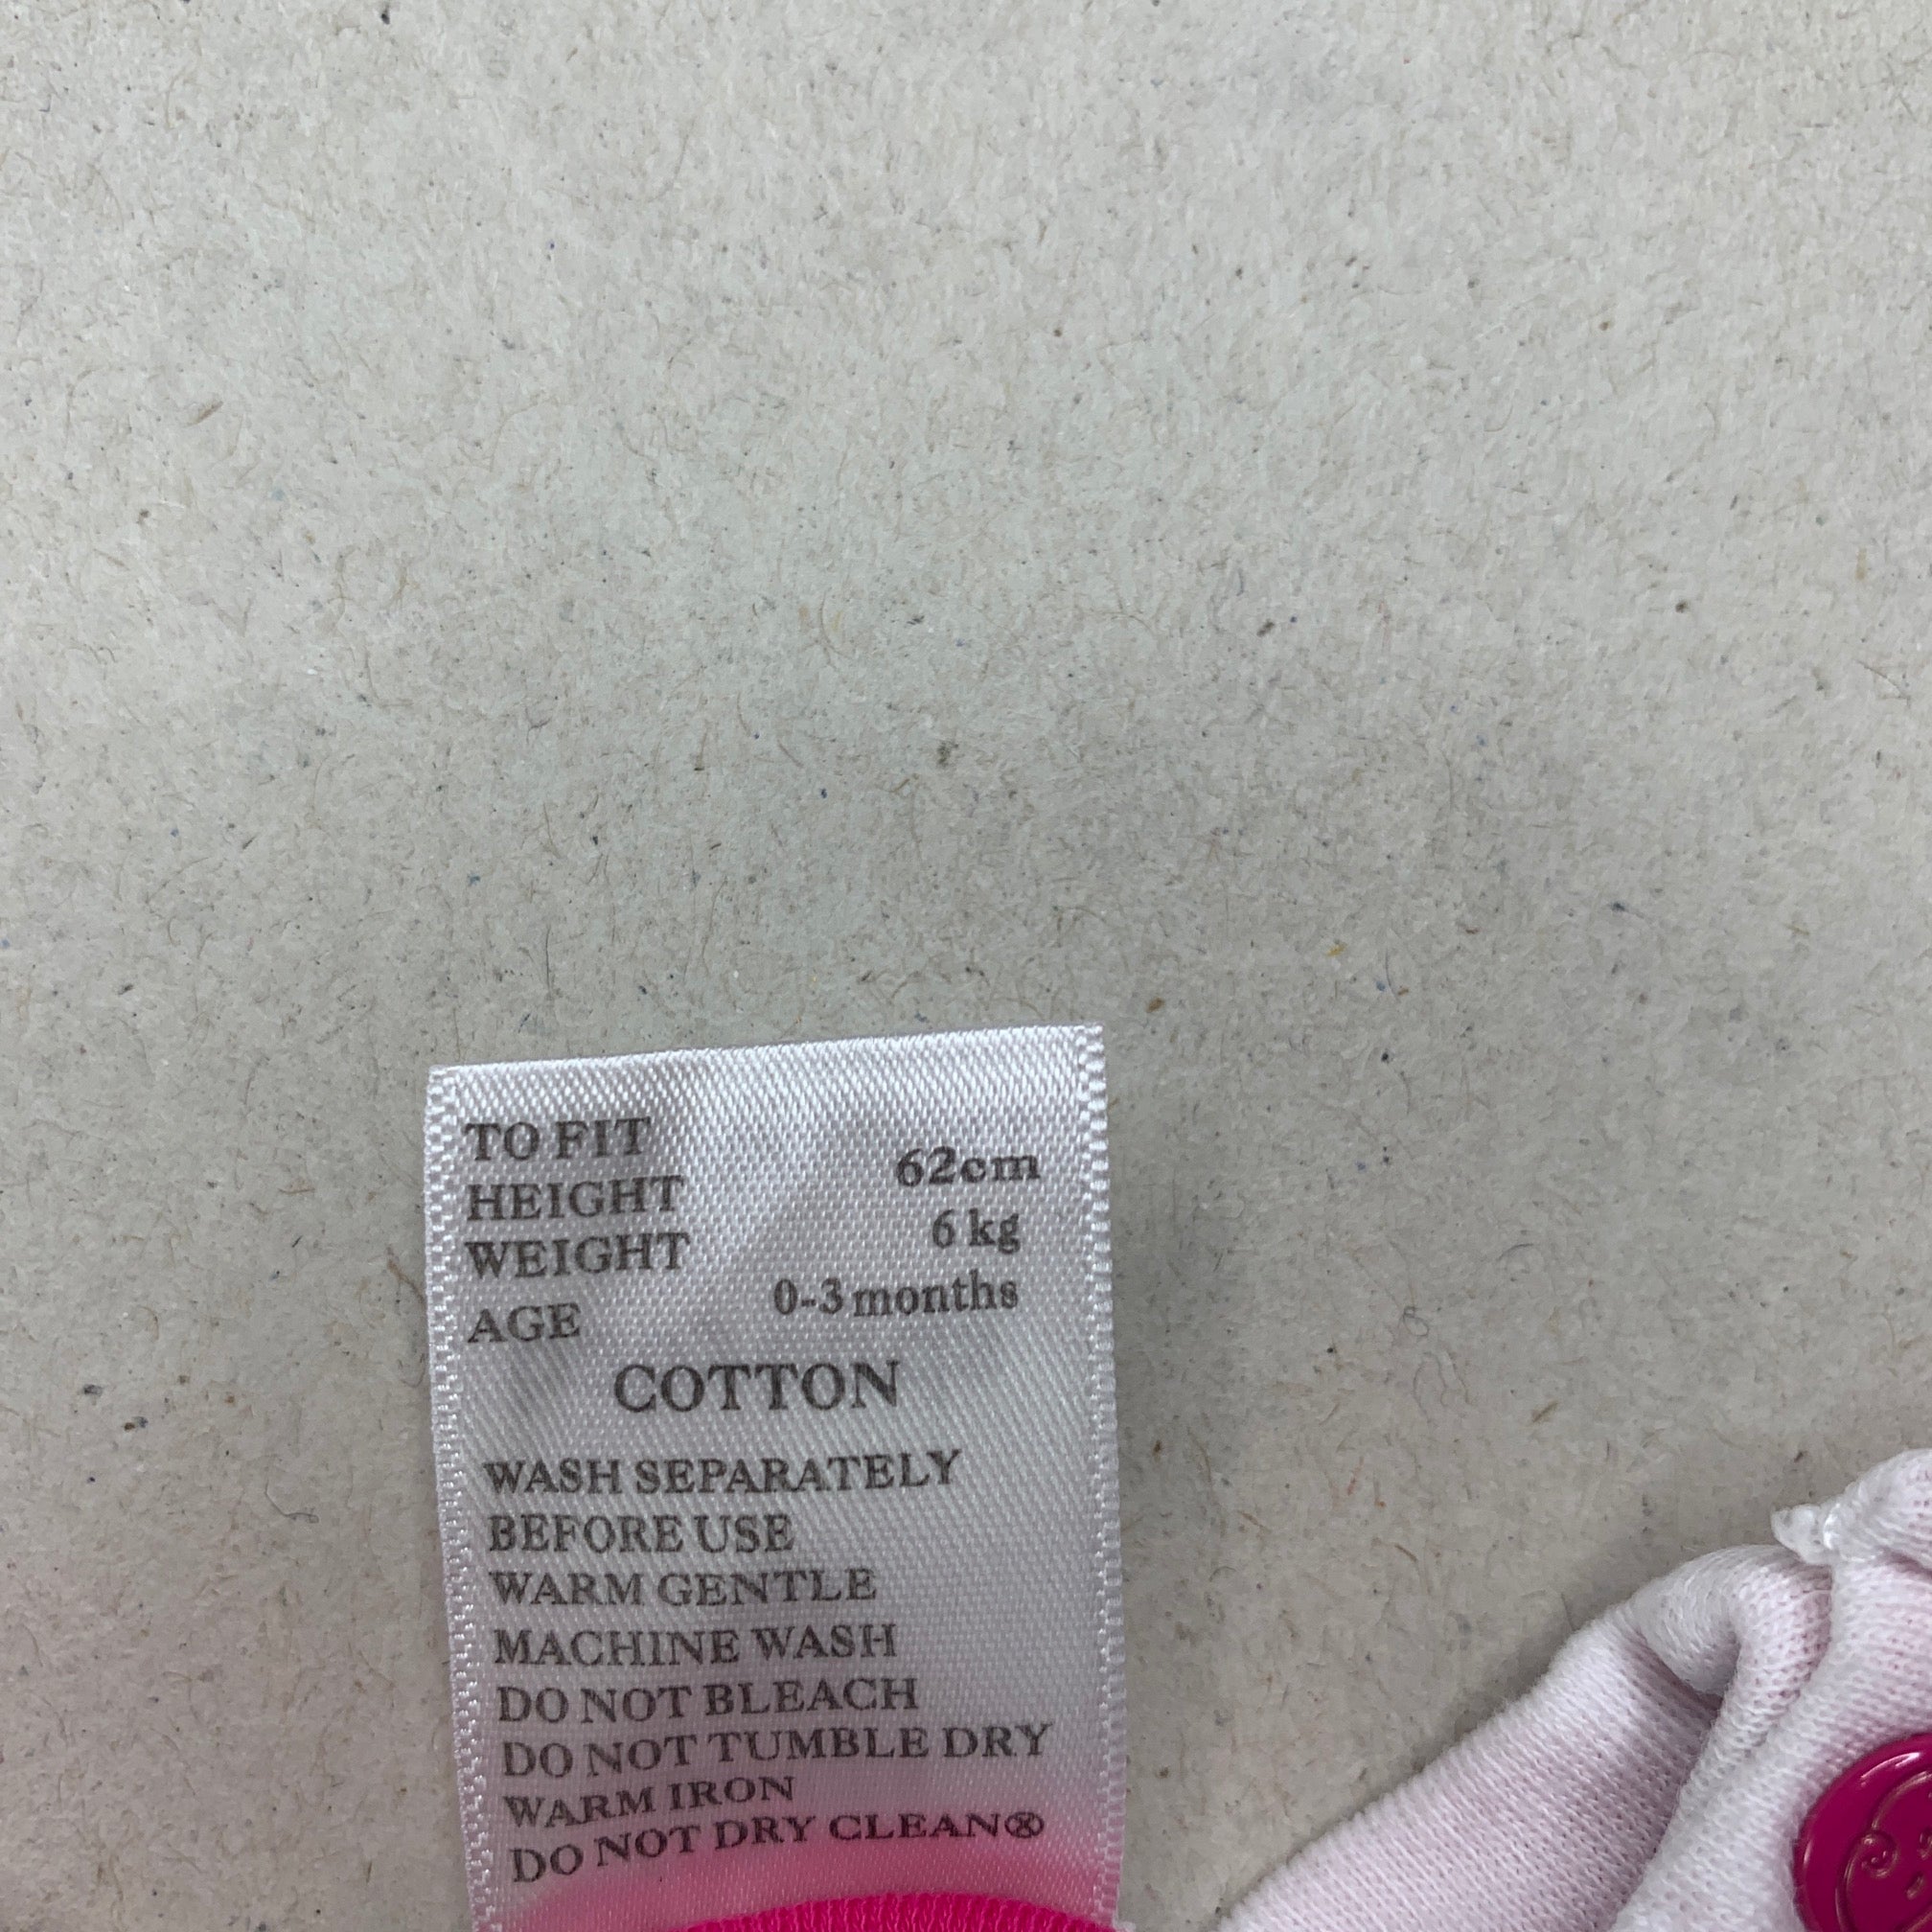 TO FIT
HEIGHT 62cm
WEIGHT 6 kg
AGE 0-3 months
COTTON
WASH SEPARATELY
BEFORE USE
WARM GENTLE
MACHINE WASH
DO NOT BLEACH
DO NOT TUMBLE DRY
WARM IRON
DO NOT DRY CLEAN®